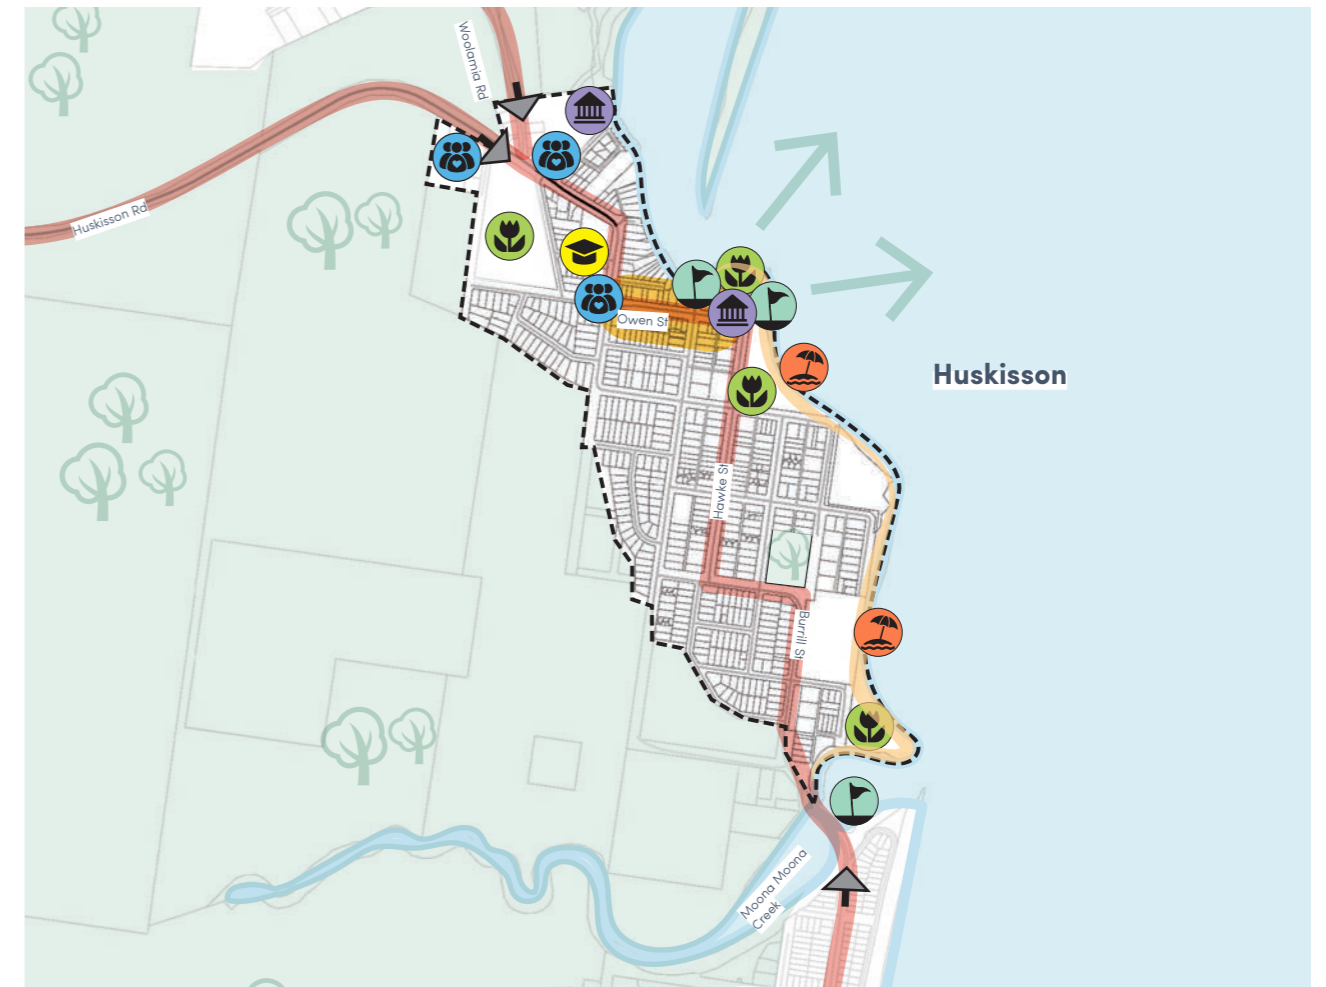 Woolamia Rd
Huskisson Rd
Owen St
Huskisson
Hawke St
Burrill St
Moona Moona
Creek